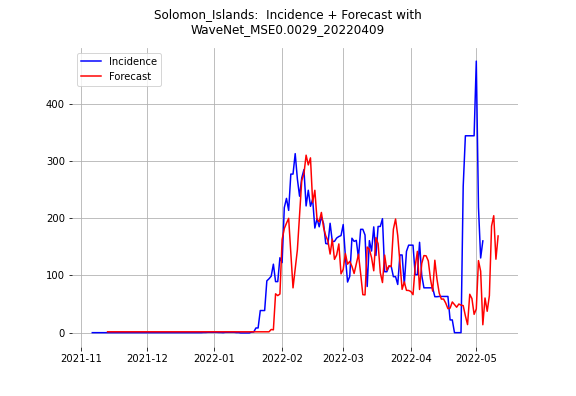 Solomon_Islands:  Incidence + Forecast with
WaveNet_MSE0.0029_20220409
Incidence
Forecast
400
300
200
100
0
2021-11 2021-12 2022-01 2022-02 2022-03 2022-04 2022-05